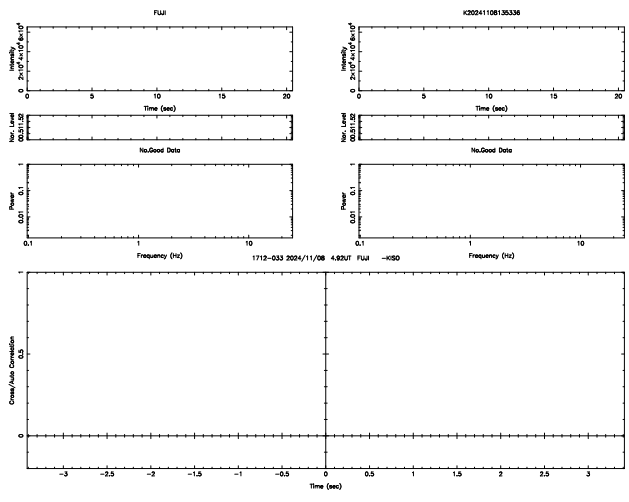 FUJI
K20241108135336
Intensity
0 2×10⁴ 4×10⁴ 6×10⁴
0 5 10 15 20
Time (sec)
Intensity
0 2×10⁴ 4×10⁴ 6×10⁴
0 5 10 15 20
Time (sec)
Nor. Level
00.511.52
No.Good Data
Nor. Level
00.511.52
No.Good Data
Power
1
0.1
0.01
0.1 1 10
Frequency (Hz)
Power
1
0.1
0.01
0.1 1 10
Frequency (Hz)
1712-033 2024/11/08 4.92UT FUJI -KISO
Cross/Auto Correlation
1
0.5
0
-3 -2.5 -2 -1.5 -1 -0.5 0 0.5 1 1.5 2 2.5 3
Time (sec)